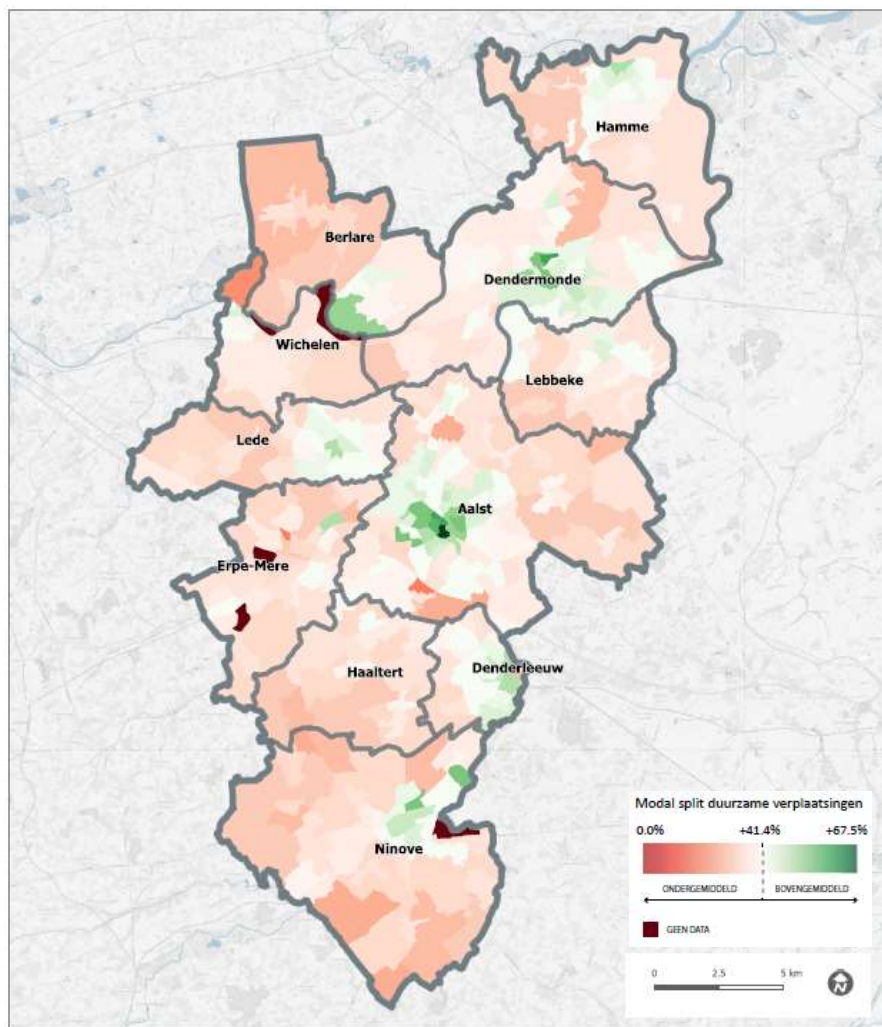 Hamme
Berlare
Dendermonde
Wichelen
Lebbeke
Lede
Aalst
Erpe-Mere
Haaltert
Denderleeuw
Ninove
Modal split duurzame verplaatsingen
0.0% +41.4% +67.5%
ONDERGEMIDDELD BOVENGEMIDDELD
GEEN DATA
0 2.5 5 km
N